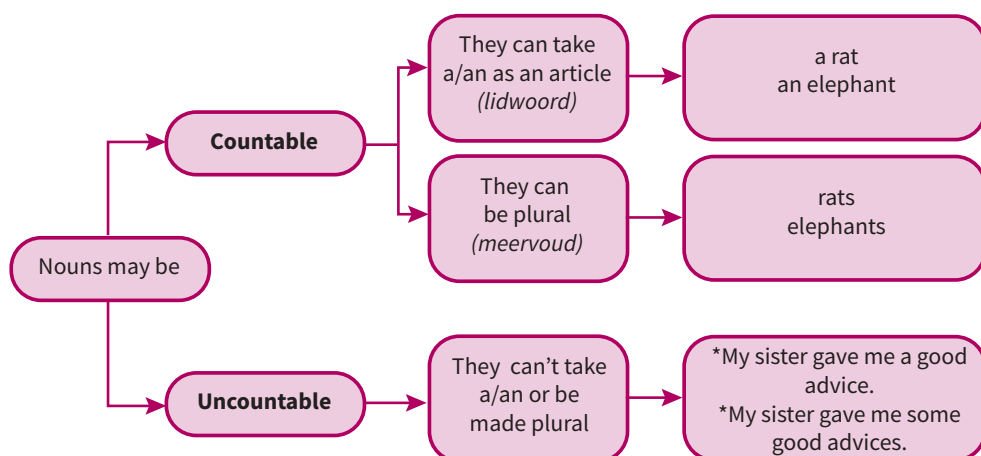 Nouns may be
Countable
They can take
a/an as an article
(lidwoord)
a rat
an elephant
They can
be plural
(meervoud)
rats
elephants
Uncountable
They can't take
a/an or be
made plural
*My sister gave me a good
advice.
*My sister gave me some
good advices.